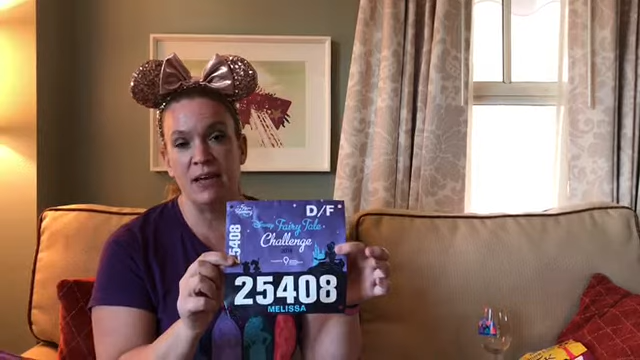 D/F
25408
Disney Fairy Tale
Challenge
25408
MELISSA